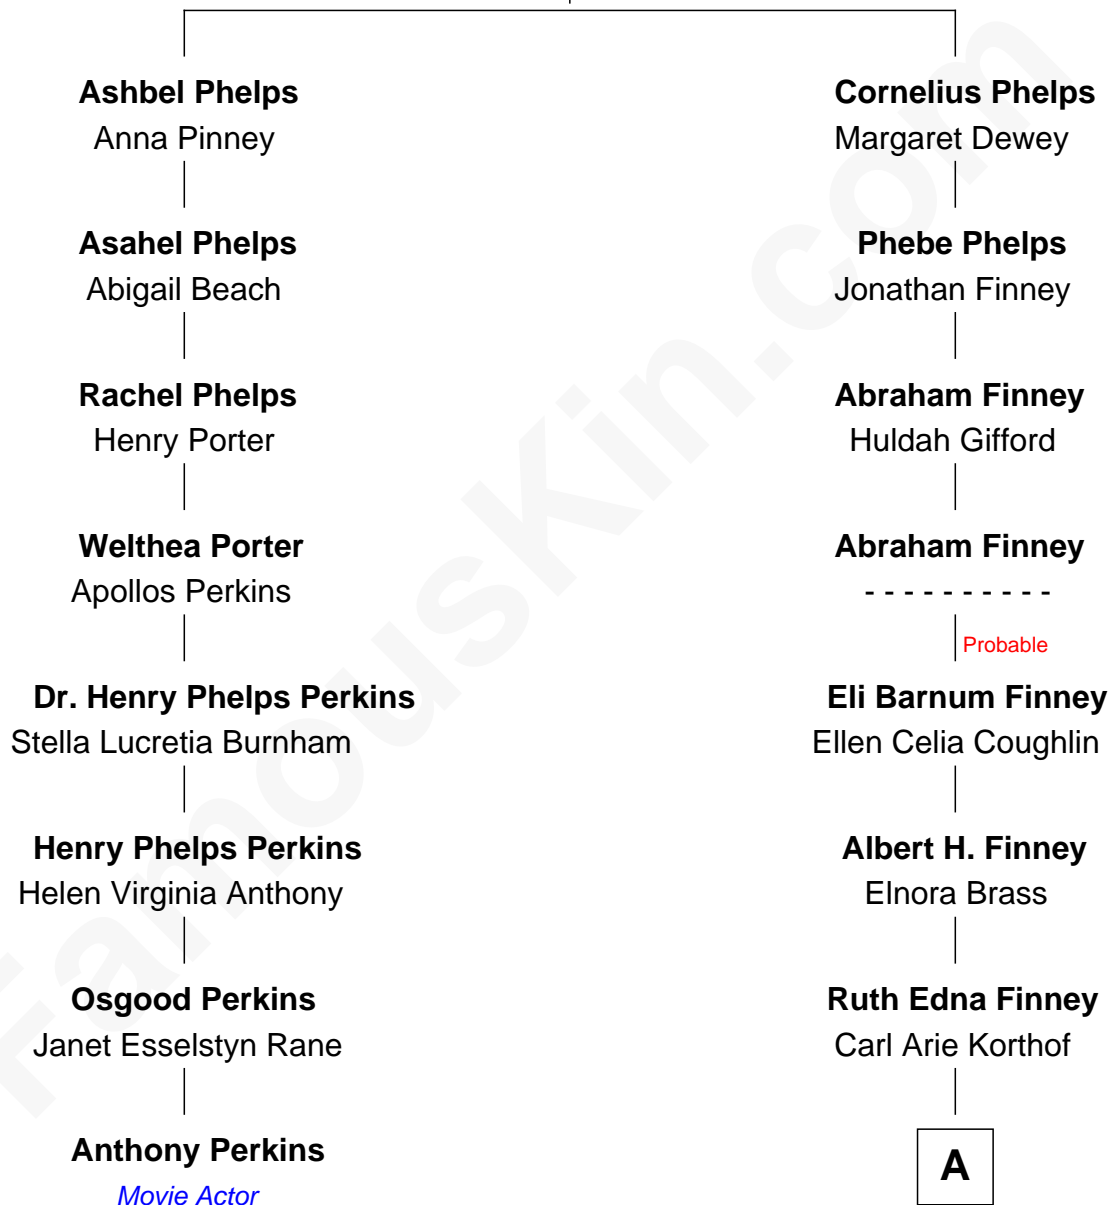 Ashbel Phelps
Anna Pinney
Asahel Phelps
Abigail Beach
Rachel Phelps
Henry Porter
Welthea Porter
Apollos Perkins
Dr. Henry Phelps Perkins
Stella Lucretia Burnham
Henry Phelps Perkins
Helen Virginia Anthony
Osgood Perkins
Janet Esselstyn Rane
Anthony Perkins
Movie Actor
Cornelius Phelps
Margaret Dewey
Phebe Phelps
Jonathan Finney
Abraham Finney
Huldah Gifford
Abraham Finney
- - - - - - - - - -
Probable
Eli Barnum Finney
Ellen Celia Coughlin
Albert H. Finney
Elnora Brass
Ruth Edna Finney
Carl Arie Korthof
A
FamousKin.com